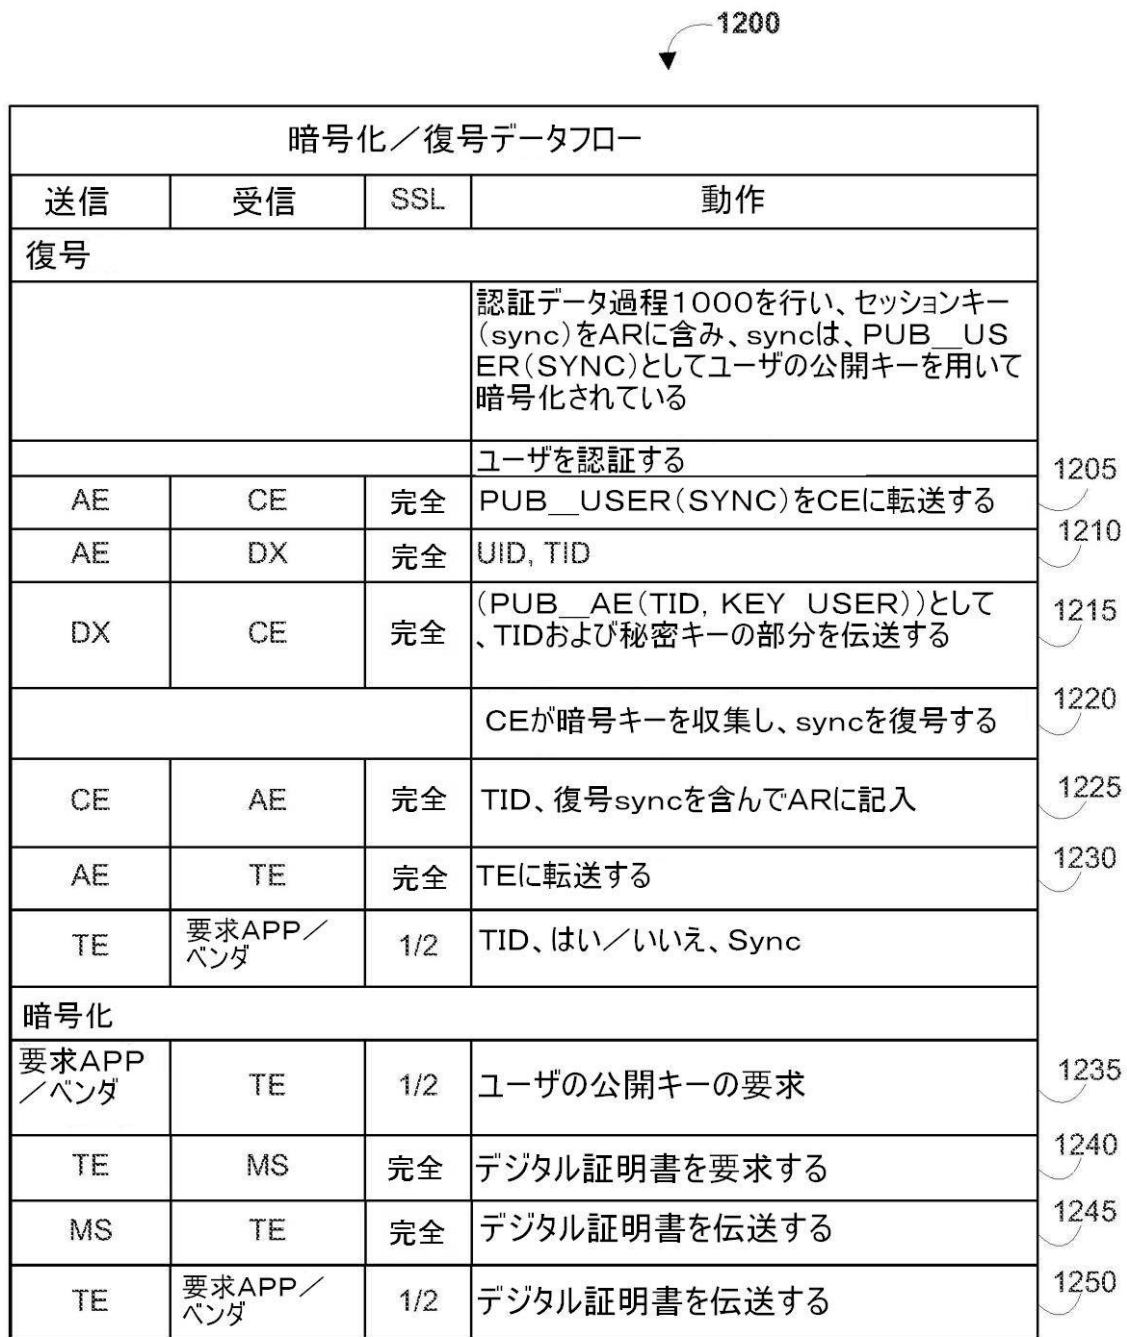 1200
暗号化／復号データフロー
送信 受信 SSL 動作
復号
認証データ過程1000を行い、セッションキー
(sync)をARに含み、syncは、PUB__US
ER(SYNC)としてユーザの公開キーを用いて
暗号化されている
ユーザを認証する
AE CE 完全 PUB__USER(SYNC)をCEに転送する 1205
AE DX 完全 UID, TID 1210
DX CE 完全 (PUB__AE(TID, KEY USER))として
、TIDおよび秘密キーの部分を伝送する 1215
CEが暗号キーを収集し、syncを復号する 1220
CE AE 完全 TID、復号syncを含んでARに記入 1225
AE TE 完全 TEに転送する 1230
TE 要求APP／
ベンダ 1/2 TID、はい／いいえ、Sync
暗号化
要求APP
／ベンダ TE 1/2 ユーザの公開キーの要求 1235
TE MS 完全 デジタル証明書を要求する 1240
MS TE 完全 デジタル証明書を伝送する 1245
TE 要求APP／
ベンダ 1/2 デジタル証明書を伝送する 1250